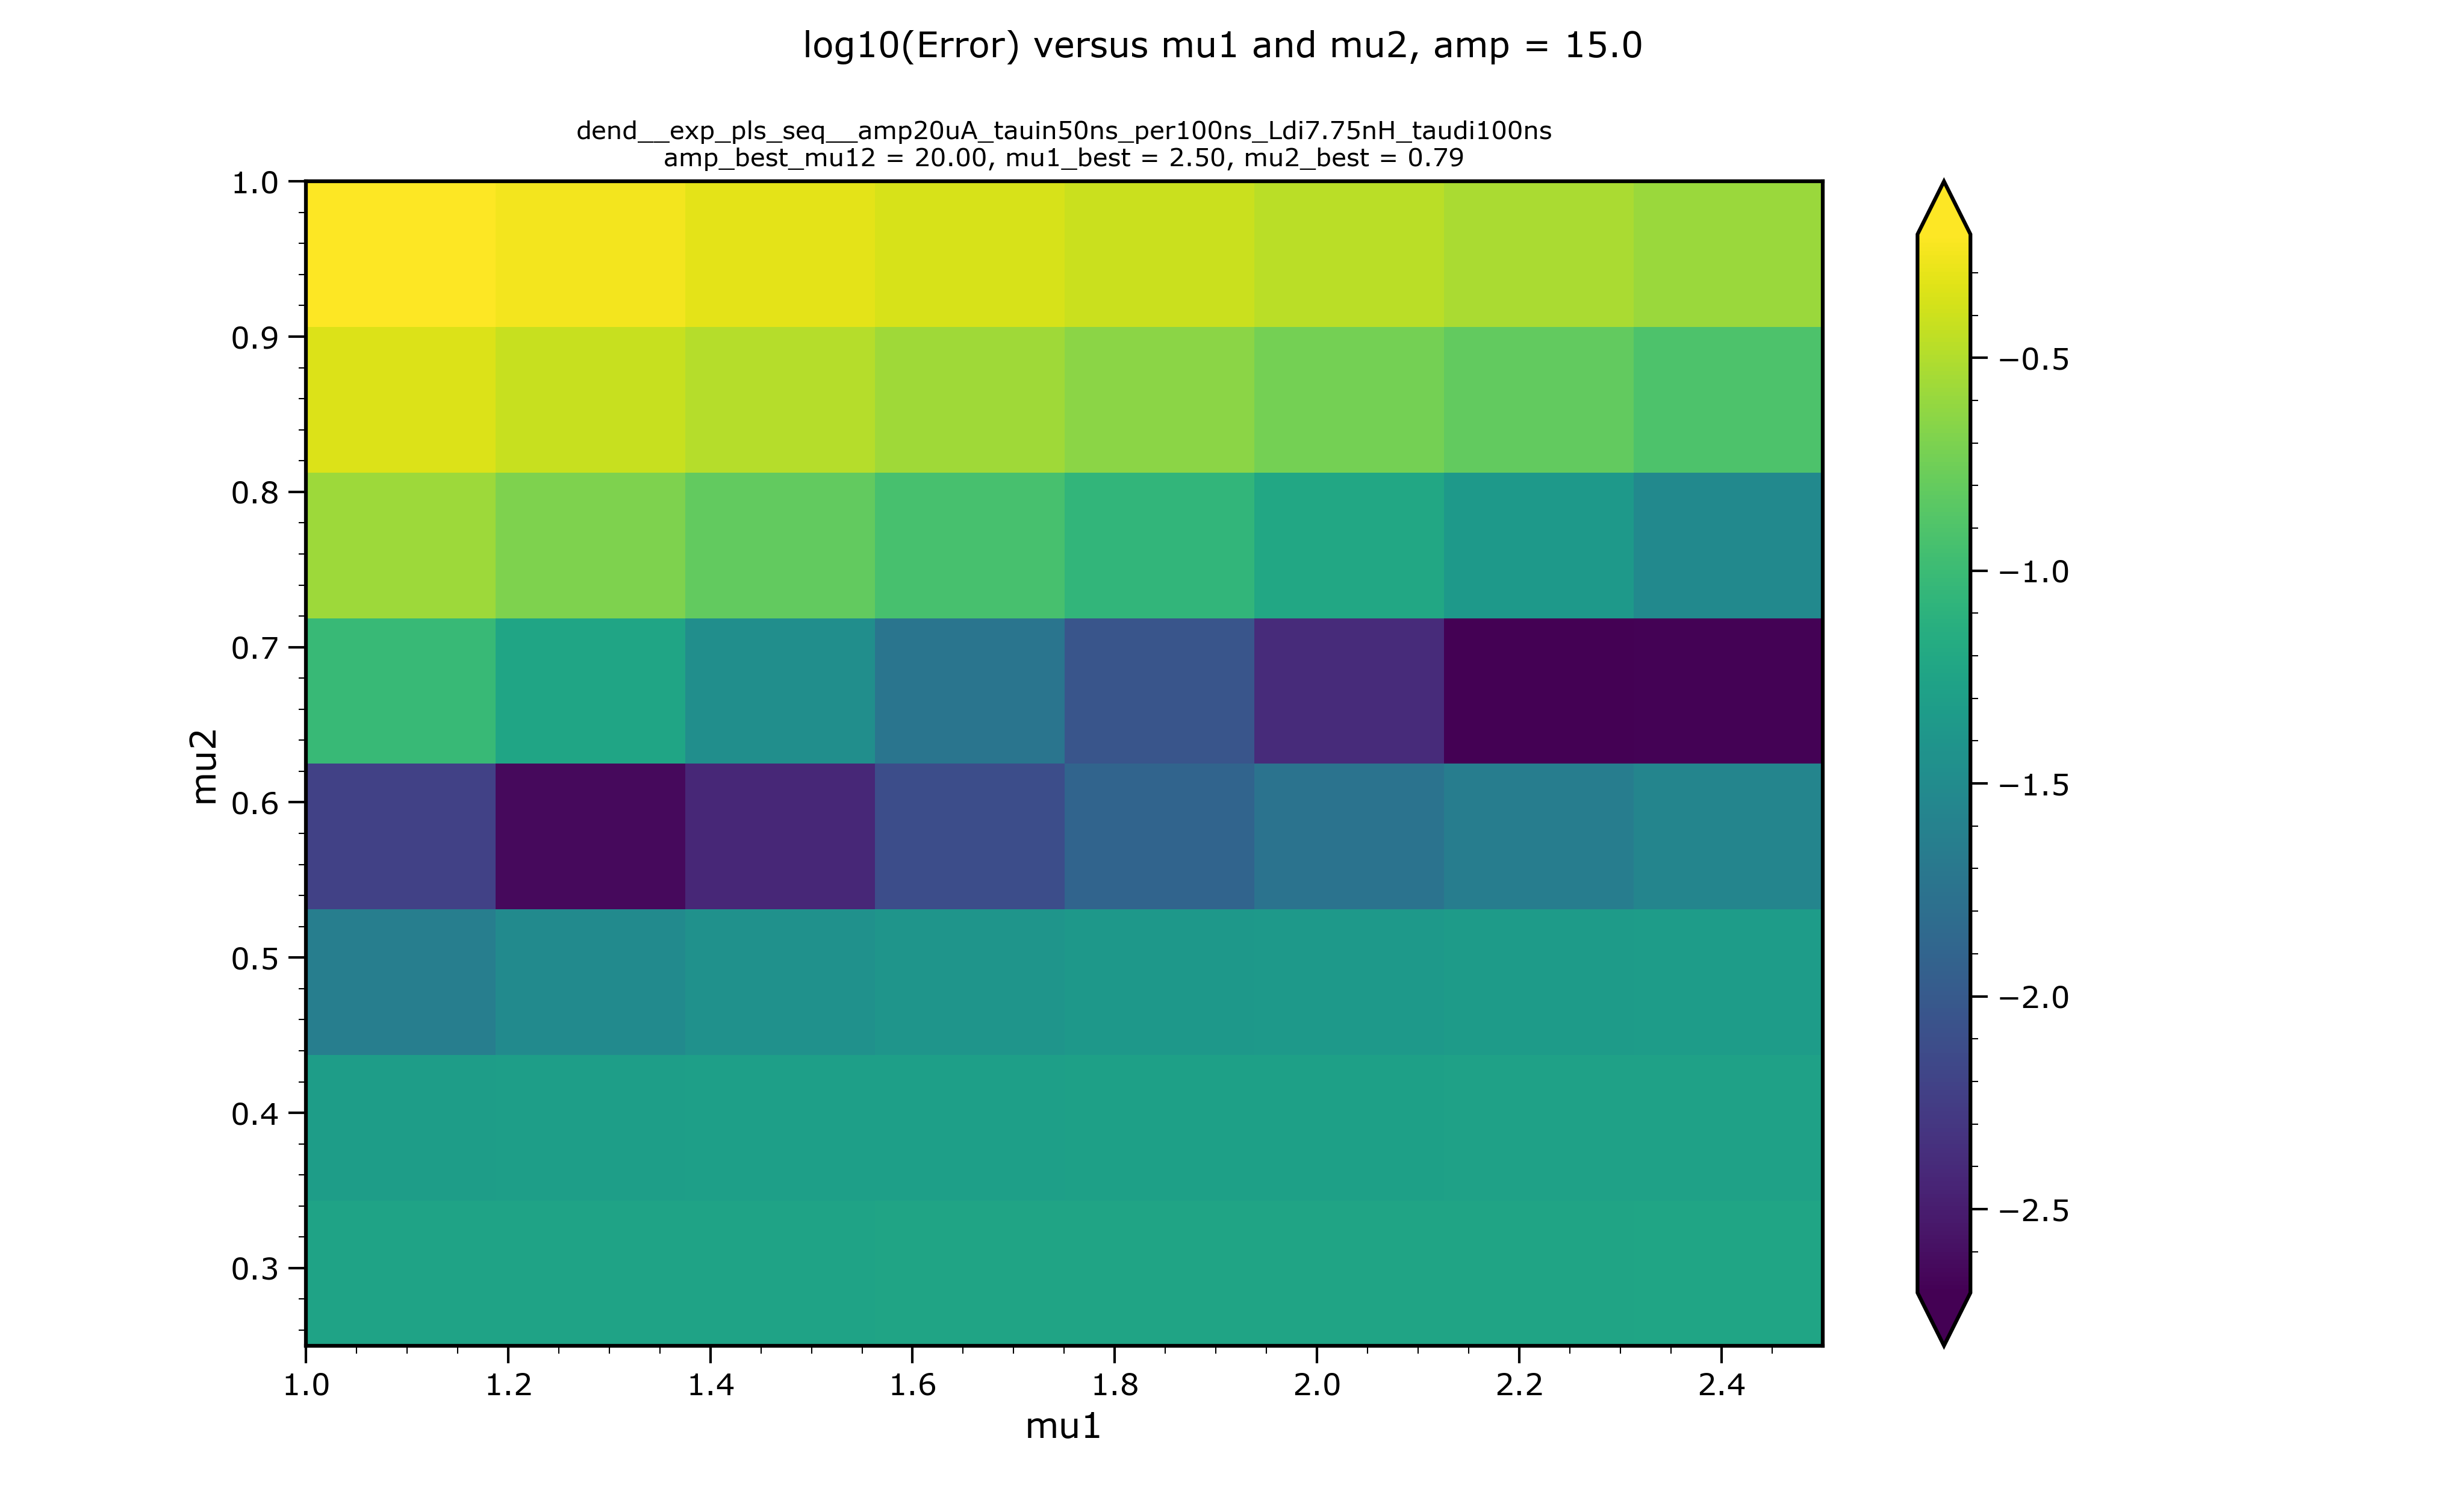 log10(Error) versus mu1 and mu2, amp = 15.0
dend__exp_pls_seq__amp20uA_tauin50ns_per100ns_Ldi7.75nH_taudi100ns
amp_best_mu12 = 20.00, mu1_best = 2.50, mu2_best = 0.79
1.0
0.9
0.8
0.7
0.6
0.5
0.4
0.3
mu2
1.0 1.2 1.4 1.6 1.8 2.0 2.2 2.4
mu1
−0.5
−1.0
−1.5
−2.0
−2.5